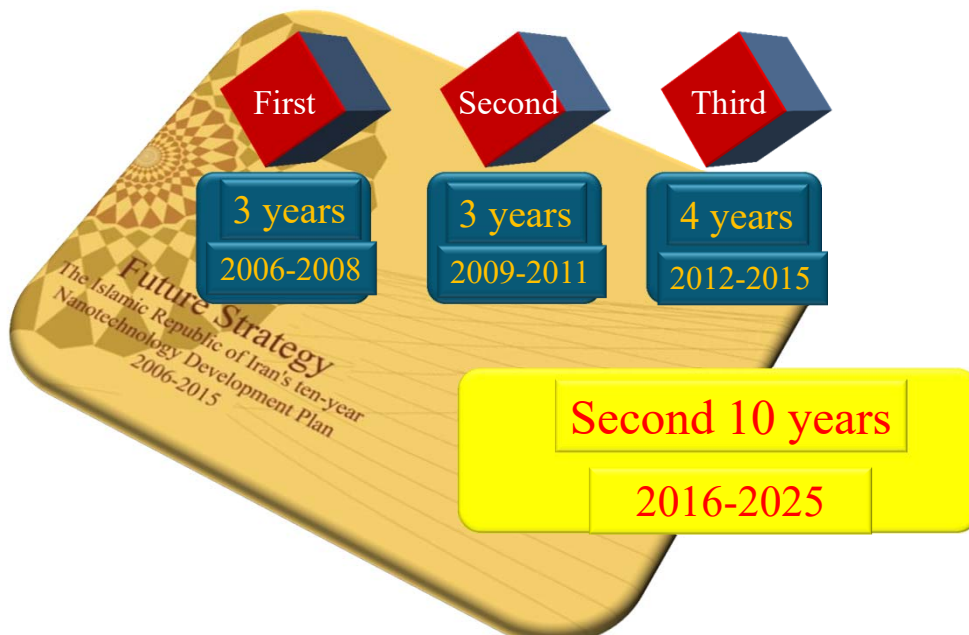 First
Second
Third
3 years
2006-2008
3 years
2009-2011
4 years
2012-2015
Future Strategy
The Islamic Republic of Iran's ten-year
Nanotechnology Development Plan
2006-2015
Second 10 years
2016-2025